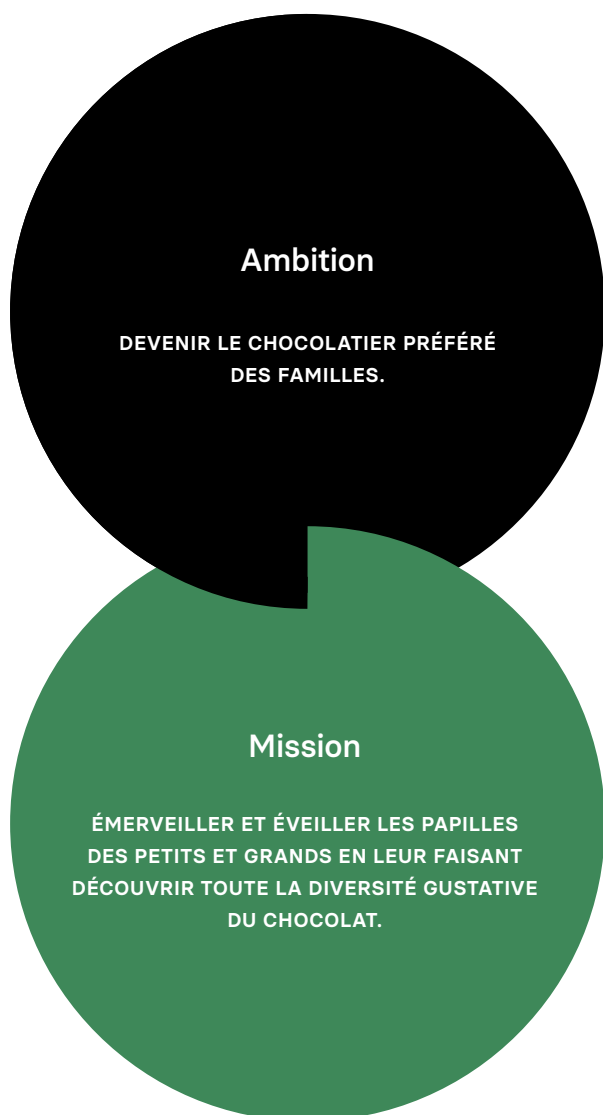 Ambition
DEVENIR LE CHOCOLATIER PRÉFÉRÉ
DES FAMILLES.
Mission
ÉMERVEILLER ET ÉVEILLER LES PAPILLES
DES PETITS ET GRANDS EN LEUR FAISANT
DÉCOUVRIR TOUTE LA DIVERSITÉ GUSTATIVE
DU CHOCOLAT.